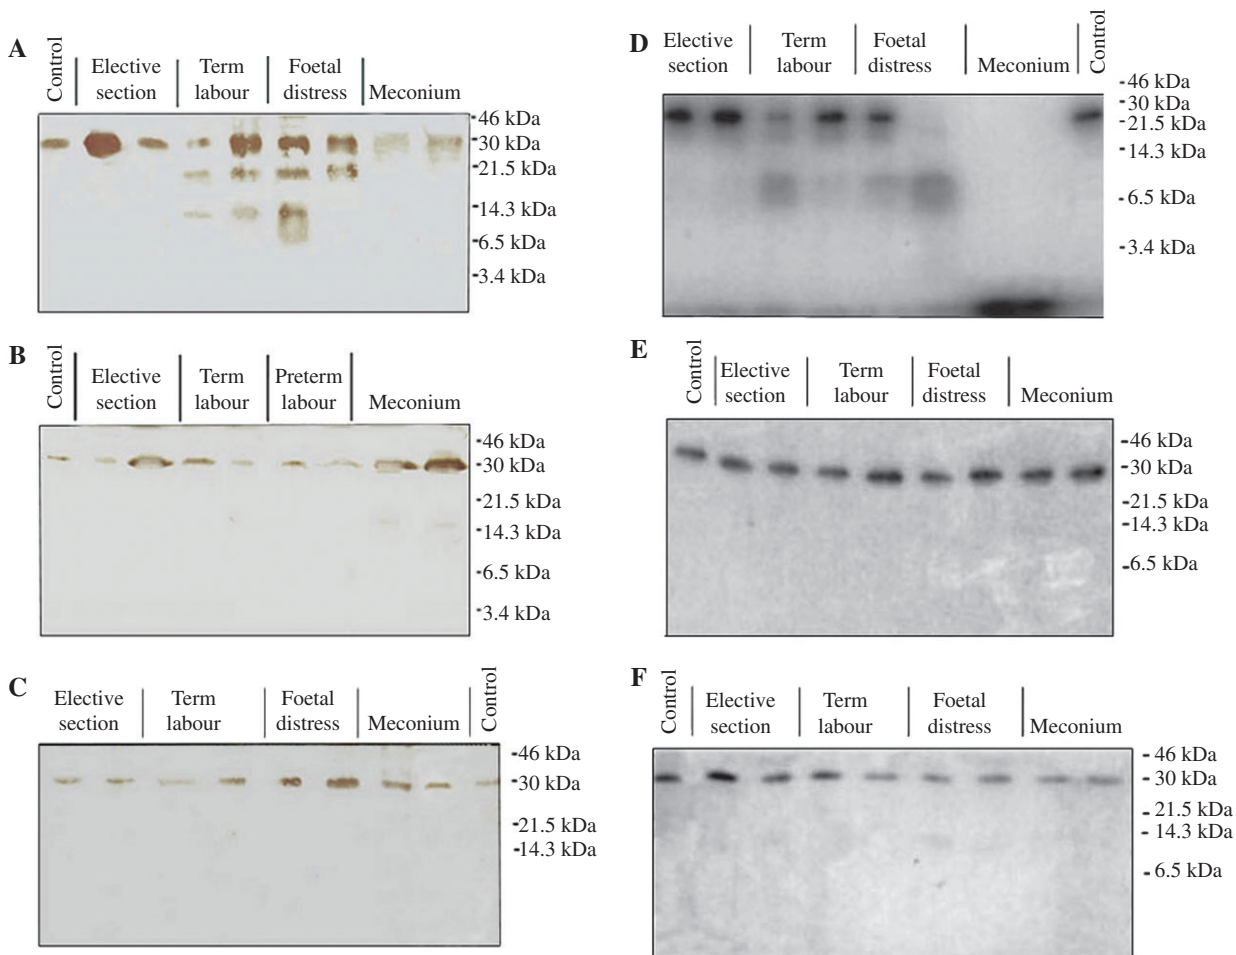 A
Control
Elective
section
Term
labour
Foetal
distress
Meconium
46 kDa
30 kDa
21.5 kDa
14.3 kDa
6.5 kDa
3.4 kDa
B
Control
Elective
section
Term
labour
Preterm
labour
Meconium
46 kDa
30 kDa
21.5 kDa
14.3 kDa
6.5 kDa
3.4 kDa
C
Elective
section
Term
labour
Foetal
distress
Meconium
Control
46 kDa
30 kDa
21.5 kDa
14.3 kDa
D
Elective
section
Term
labour
Foetal
distress
Meconium
Control
46 kDa
30 kDa
21.5 kDa
14.3 kDa
6.5 kDa
3.4 kDa
E
Control
Elective
section
Term
labour
Foetal
distress
Meconium
46 kDa
30 kDa
21.5 kDa
14.3 kDa
6.5 kDa
F
Control
Elective
section
Term
labour
Foetal
distress
Meconium
46 kDa
30 kDa
21.5 kDa
14.3 kDa
6.5 kDa